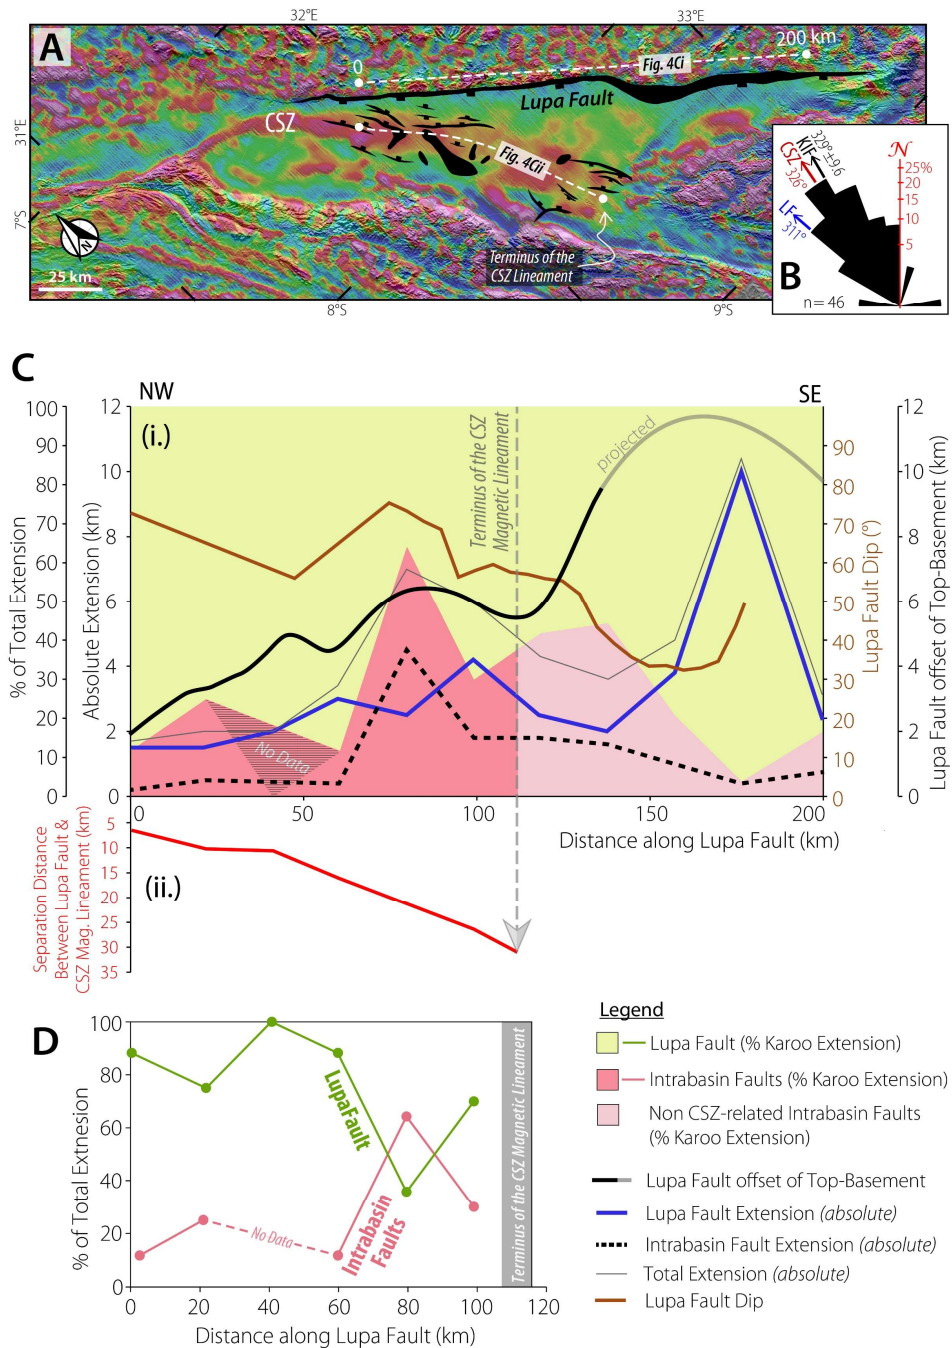 A
32°E
33°E
31°E
7°S
8°S
9°S
0
200 km
Fig. 4Ci
Lupa Fault
CSZ
Fig. 4Cii
Terminus of the
CSZ Lineament
N
25 km
B
KIF
329°±9.6
CSZ
326°
LF
311°
N
25%
20
15
10
5
n= 46
C
NW
SE
(i.)
% of Total Extension
100
90
80
70
60
50
40
30
20
10
0
Absolute Extension (km)
12
10
8
6
4
2
0
Terminus of the CSZ
Magnetic Lineament
projected
No Data
Lupa Fault Dip (°)
90
80
70
60
50
40
30
20
10
0
Lupa Fault offset of Top-Basement (km)
12
10
8
6
4
2
0
0
50
100
150
200
Distance along Lupa Fault (km)
(ii.)
Separation Distance
Between Lupa Fault &
CSZ Mag. Lineament (km)
5
10
15
20
25
30
35
D
% of Total Extnesion
100
80
60
40
20
0
LupaFault
Intrabasin
Faults
No Data
Terminus of the CSZ Magnetic Lineament
0
20
40
60
80
100
120
Distance along Lupa Fault (km)
Legend
Lupa Fault (% Karoo Extension)
Intrabasin Faults (% Karoo Extension)
Non CSZ-related Intrabasin Faults
(% Karoo Extension)
Lupa Fault offset of Top-Basement
Lupa Fault Extension (absolute)
Intrabasin Fault Extension (absolute)
Total Extension (absolute)
Lupa Fault Dip